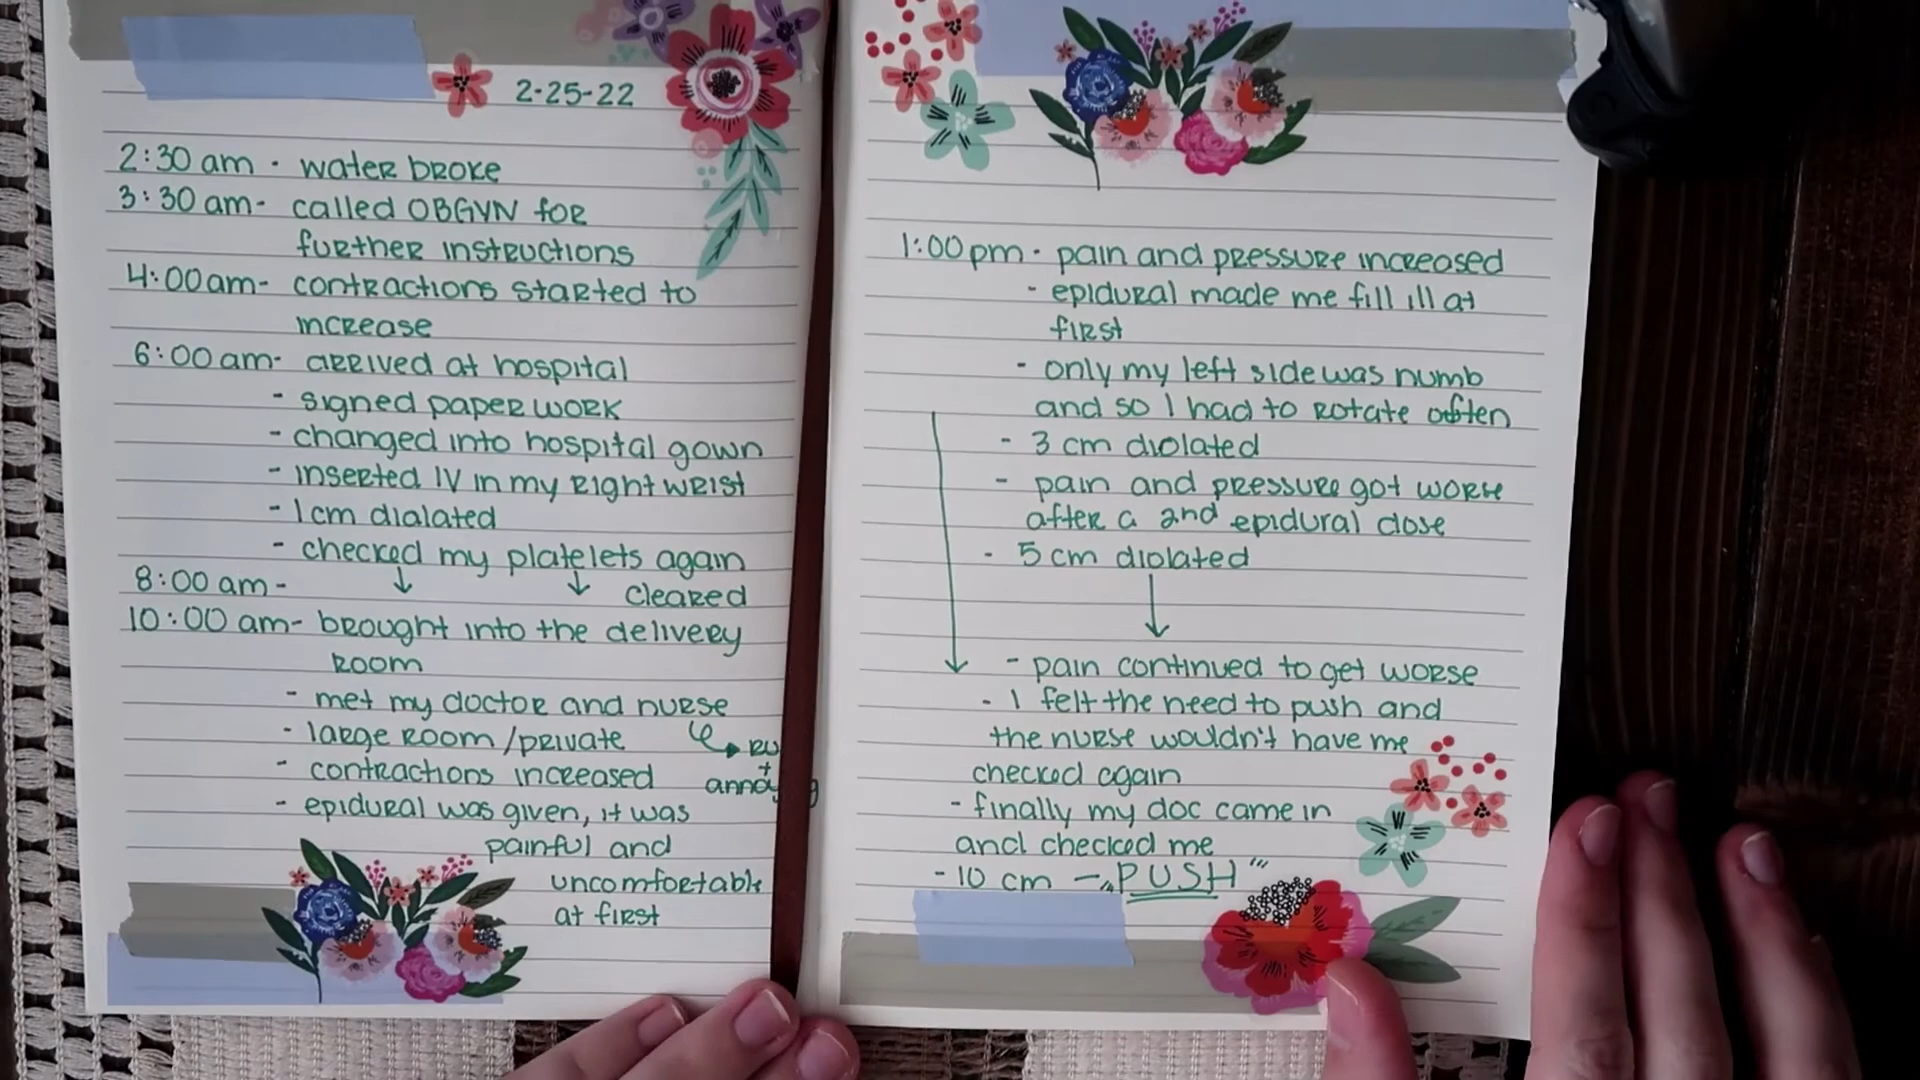 2-25-22
2:30 am - water broke
3:30 am - called OBGYN for
further instructions
4:00 am - contractions started to
increase
6:00 am - arrived at hospital
- signed paper work
- changed into hospital gown
- inserted IV in my right wrist
- 1 cm dialated
- checked my platelets again
8:00 am - ↓ ↓ cleared
10:00 am - brought into the delivery
room
- met my doctor and nurse
- large room/private
+
- contractions increased
- epidural was given, it was
painful and
uncomfortable
at first
1:00 pm - pain and pressure increased
- epidural made me fill ill at
first
- only my left side was numb
and so I had to rotate often
- 3 cm diolated
- pain and pressure got worse
after a 2nd epidural dose
- 5 cm diolated
- pain continued to get worse
- I felt the need to push and
the nurse wouldn't have me
checked again
- finally my doc came in
and checked me
- 10 cm - "PUSH"